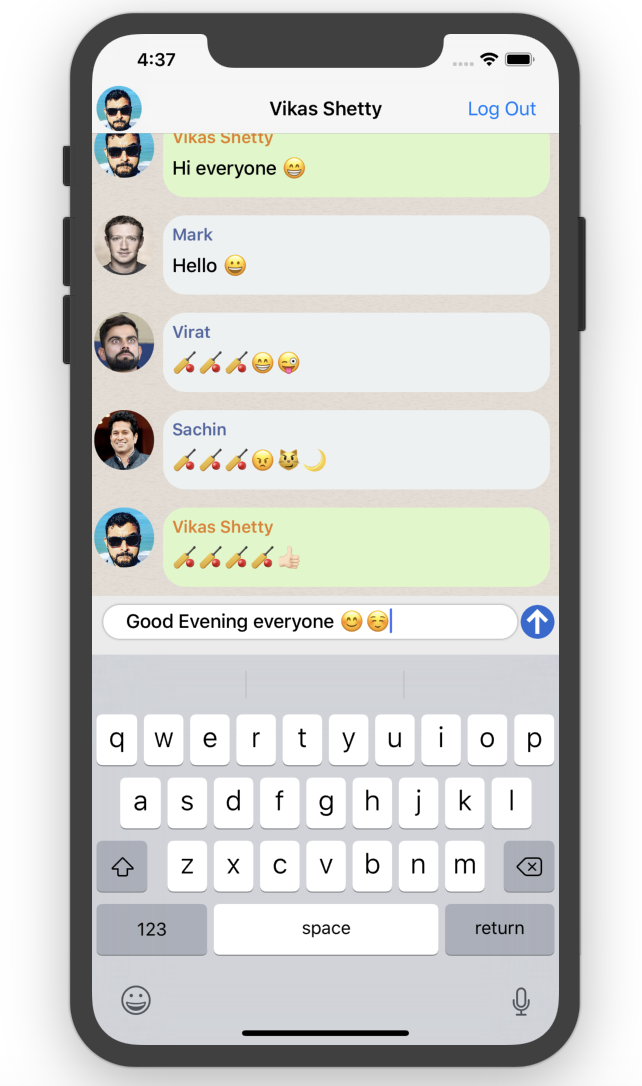 4:37
Vikas Shetty
Log Out
Vikas Shetty
Hi everyone 😁
Mark
Hello 😀
Virat
🏏🏏🏏😁😜
Sachin
🏏🏏🏏😠😼🌙
Vikas Shetty
🏏🏏🏏🏏👍🏻
Good Evening everyone 😊☺️
q w e r t y u i o p
a s d f g h j k l
z x c v b n m
123 space return